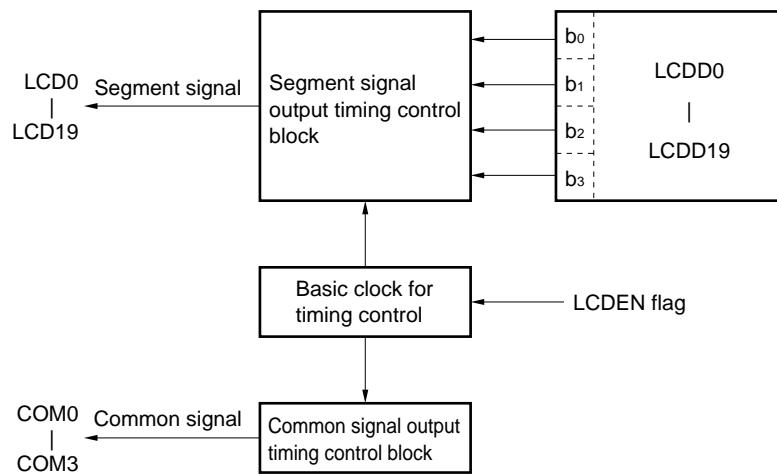 LCD0
|
LCD19
Segment signal
Segment signal
output timing control
block
b0
b1
b2
b3
LCDD0
|
LCDD19
Basic clock for
timing control
LCDEN flag
COM0
|
COM3
Common signal
Common signal output
timing control block